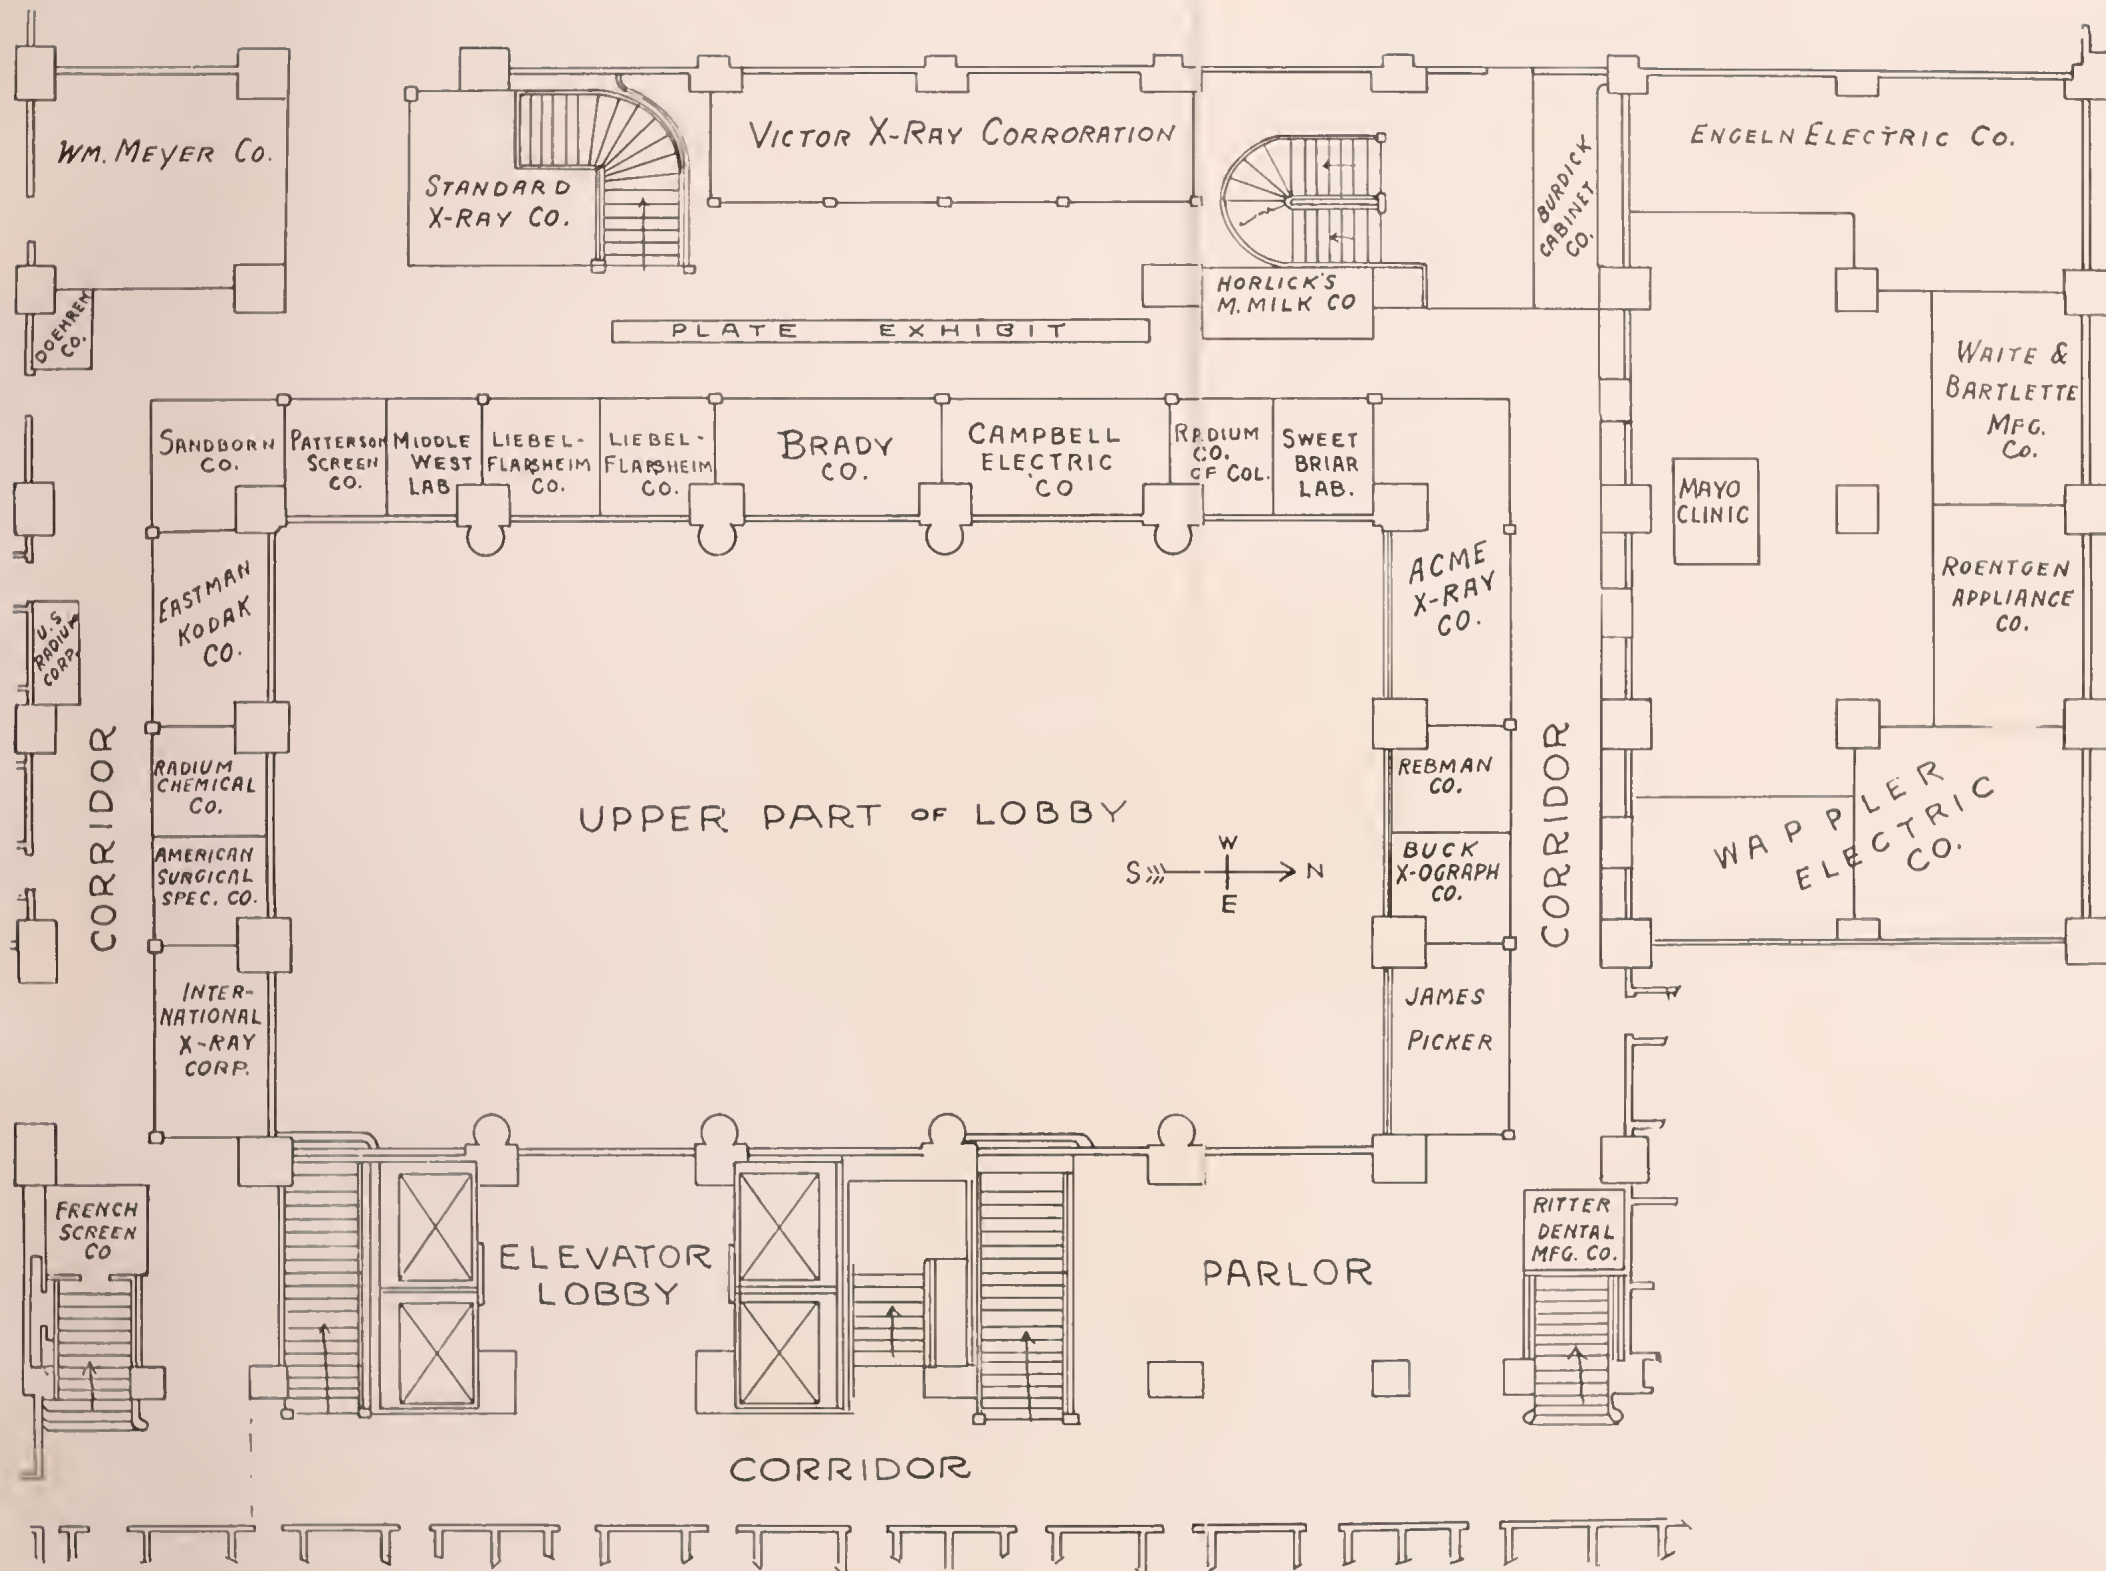 WM. MEYER CO.
STANDARD
X-RAY CO.
VICTOR X-RAY CORRORATION
BURDICK
CABINET
CO.
ENGELN ELECTRIC CO.
DOEHREN
CO.
HORLICK'S
M. MILK CO
PLATE EXHIBIT
WAITE &
BARTLETTE
MFG.
CO.
SANDBORN
CO.
PATTERSON
SCREEN
CO.
MIDDLE
WEST
LAB
LIEBEL-
FLARSHEIM
CO.
LIEBEL-
FLARSHEIM
CO.
BRADY
CO.
CAMPBELL
ELECTRIC
CO
RADIUM
CO.
OF COL.
SWEET
BRIAR
LAB.
MAYO
CLINIC
EASTMAN
KODAK
CO.
ACME
X-RAY
CO.
ROENTGEN
APPLIANCE
CO.
U.S.
RADIUM
CORP.
CORRIDOR
RADIUM
CHEMICAL
CO.
UPPER PART OF LOBBY
REBMAN
CO.
CORRIDOR
WAPPLER
ELECTRIC
CO.
AMERICAN
SURGICAL
SPEC. CO.
W
S N
E
BUCK
X-OGRAPH
CO.
INTER-
NATIONAL
X-RAY
CORP.
JAMES
PICKER
FRENCH
SCREEN
CO
ELEVATOR
LOBBY
PARLOR
RITTER
DENTAL
MFG. CO.
CORRIDOR